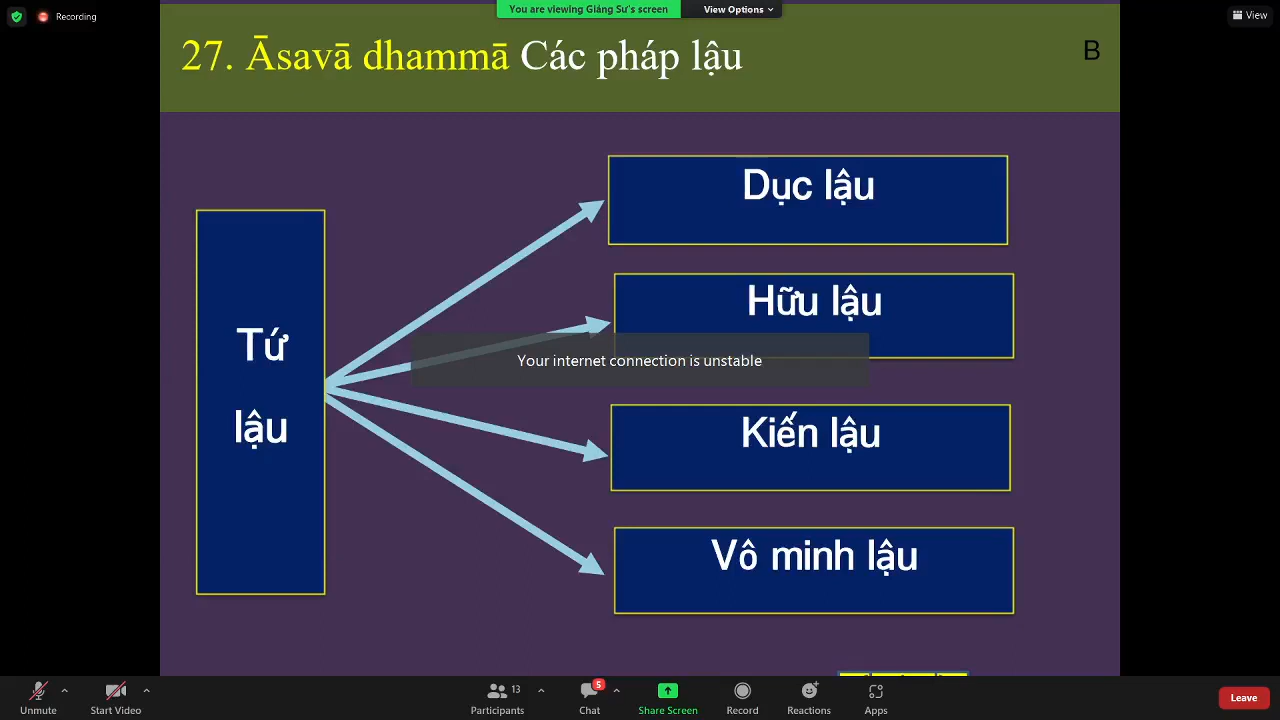 You are viewing Giảng Sư's screen
View Options
Recording
View
27. Āsavā dhammā Các pháp lậu
B
Dục lậu
Hữu lậu
Tứ
lậu
Your internet connection is unstable
Kiến lậu
Vô minh lậu
Unmute
Start Video
13
Participants
5
Chat
Share Screen
Record
Reactions
Apps
Leave